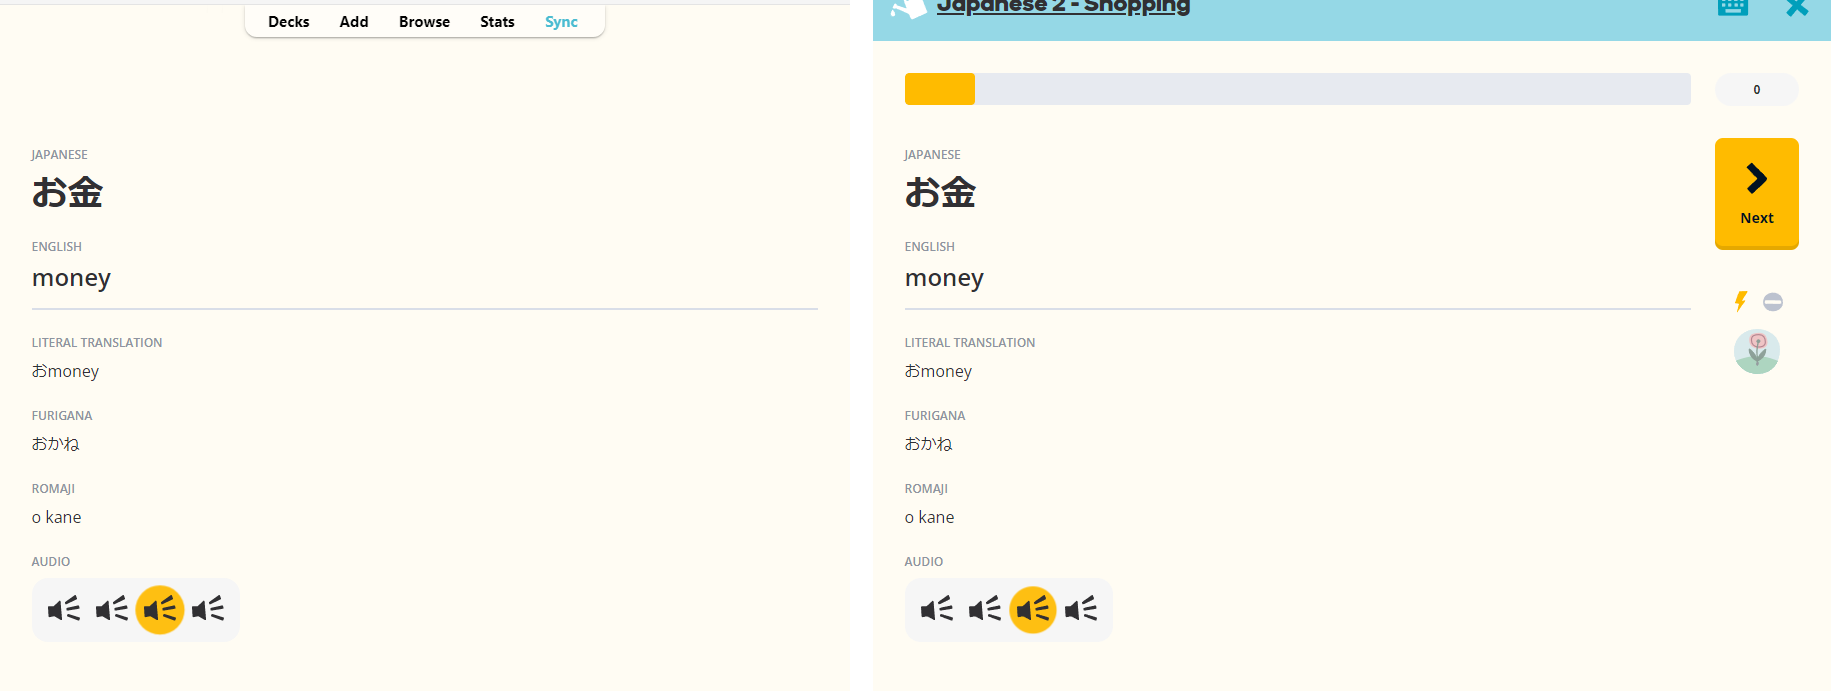 Decks Add Browse Stats Sync
JAPANESE
お金
ENGLISH
money
LITERAL TRANSLATION
おmoney
FURIGANA
おかね
ROMAJI
o kane
AUDIO
Japanese 2 - Shopping
0
JAPANESE
お金
Next
ENGLISH
money
LITERAL TRANSLATION
おmoney
FURIGANA
おかね
ROMAJI
o kane
AUDIO